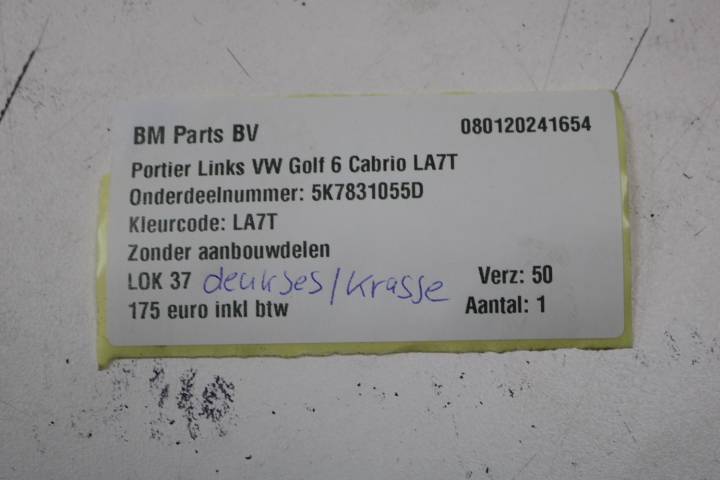 BM Parts BV 080120241654
Portier Links VW Golf 6 Cabrio LA7T
Onderdeelnummer: 5K7831055D
Kleurcode: LA7T
Zonder aanbouwdelen
LOK 37 deukses/krasse Verz: 50
175 euro inkl btw Aantal: 1